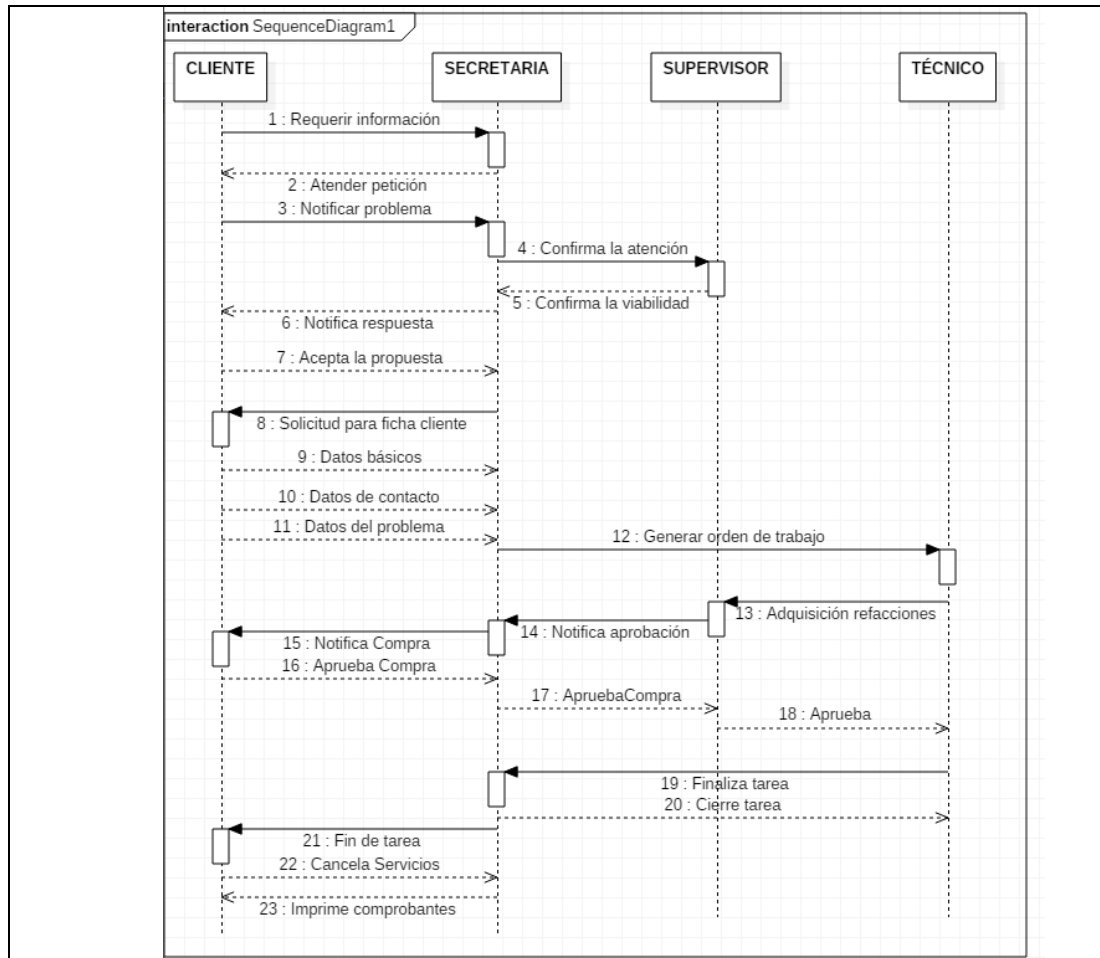 interaction SequenceDiagram1
CLIENTE
SECRETARIA
SUPERVISOR
TÉCNICO
1 : Requerir información
2 : Atender petición
3 : Notificar problema
4 : Confirma la atención
5 : Confirma la viabilidad
6 : Notifica respuesta
7 : Acepta la propuesta
8 : Solicitud para ficha cliente
9 : Datos básicos
10 : Datos de contacto
11 : Datos del problema
12 : Generar orden de trabajo
13 : Adquisición refacciones
14 : Notifica aprobación
15 : Notifica Compra
16 : Aprueba Compra
17 : ApruebaCompra
18 : Aprueba
19 : Finaliza tarea
20 : Cierre tarea
21 : Fin de tarea
22 : Cancela Servicios
23 : Imprime comprobantes